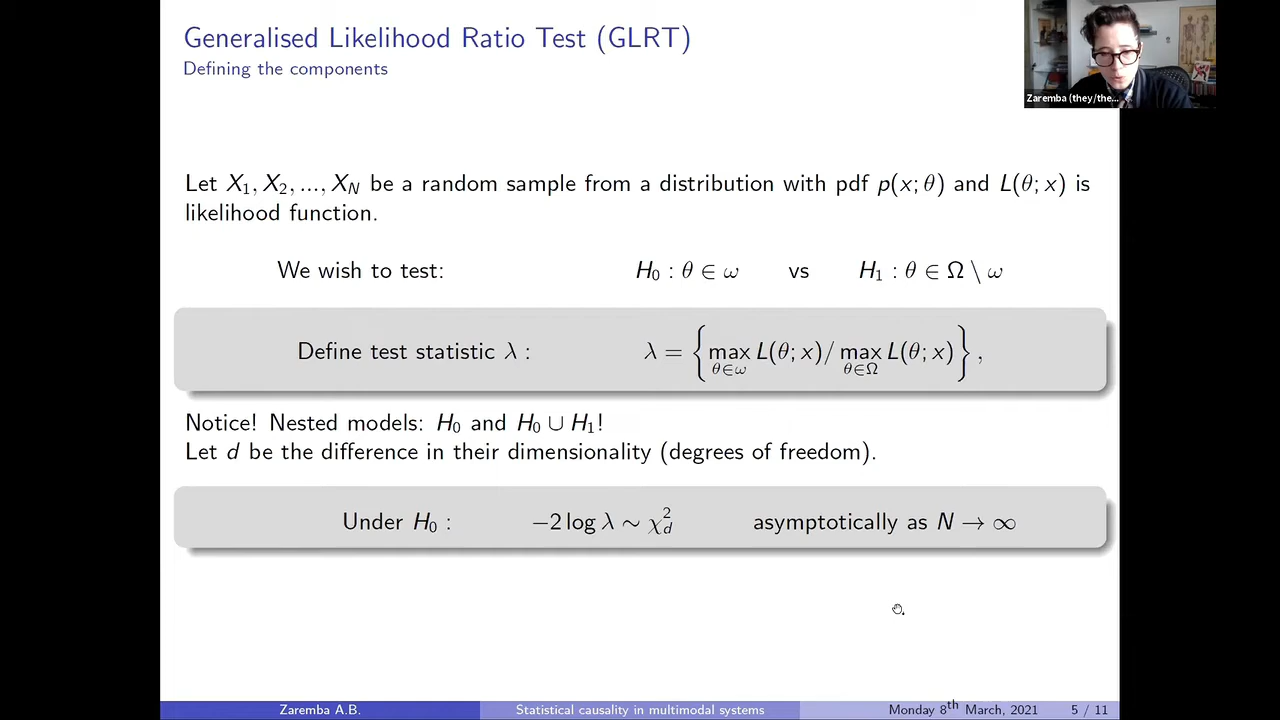 Generalised Likelihood Ratio Test (GLRT)
Defining the components
Zaremba (they/the...
Let X₁, X₂, ..., X_N be a random sample from a distribution with pdf p(x; θ) and L(θ; x) is
likelihood function.
We wish to test: H₀ : θ ∈ ω vs H₁ : θ ∈ Ω \ ω
Define test statistic λ : λ = { max_{θ∈ω} L(θ; x)/ max_{θ∈Ω} L(θ; x) } ,
Notice! Nested models: H₀ and H₀ ∪ H₁!
Let d be the difference in their dimensionality (degrees of freedom).
Under H₀ : −2 log λ ∼ χ²_d asymptotically as N → ∞
Zaremba A.B. Statistical causality in multimodal systems Monday 8th March, 2021 5 / 11